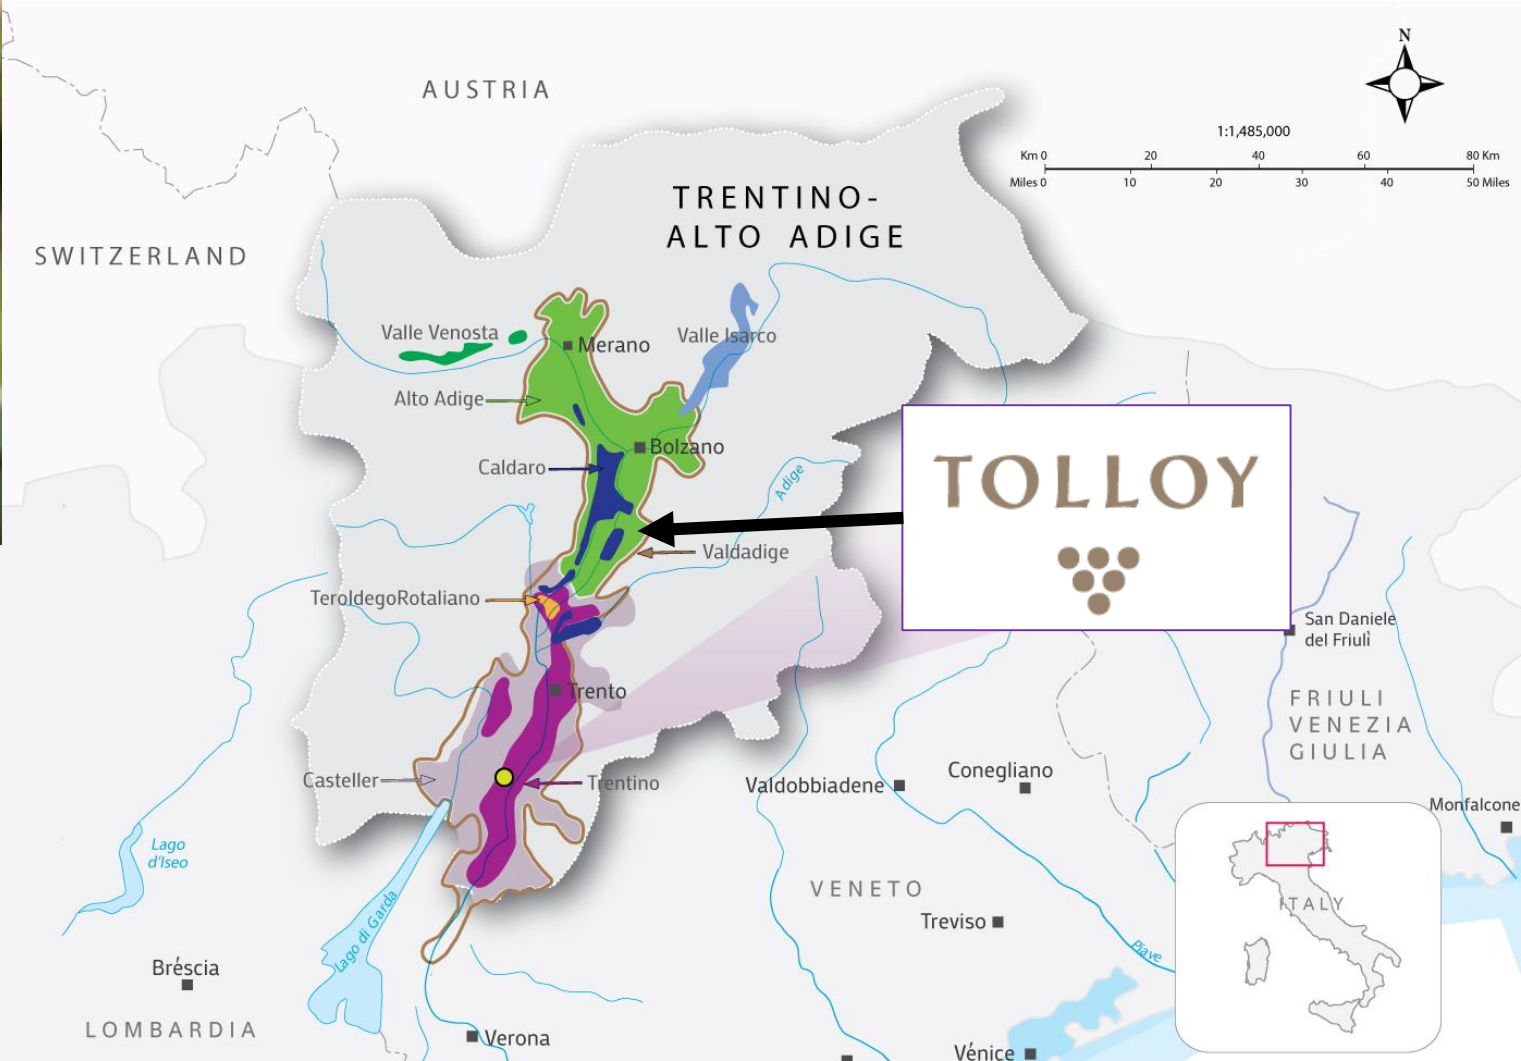 AUSTRIA
N
1:1,485,000
Km 0 20 40 60 80 Km
Miles 0 10 20 30 40 50 Miles
TRENTINO-
ALTO ADIGE
SWITZERLAND
Valle Venosta
Merano
Valle Isarco
Alto Adige
Bolzano
Caldaro
Adige
TOLLOY
Valdadige
TeroldegoRotaliano
San Daniele
del Friuli
Trento
FRIULI
VENEZIA
GIULIA
Casteller
Trentino
Valdobbiadene
Conegliano
Monfalcone
Lago
d'Iseo
VENETO
ITALY
Treviso
Lago di Garda
Piave
Bréscia
LOMBARDIA
Verona
Vénice